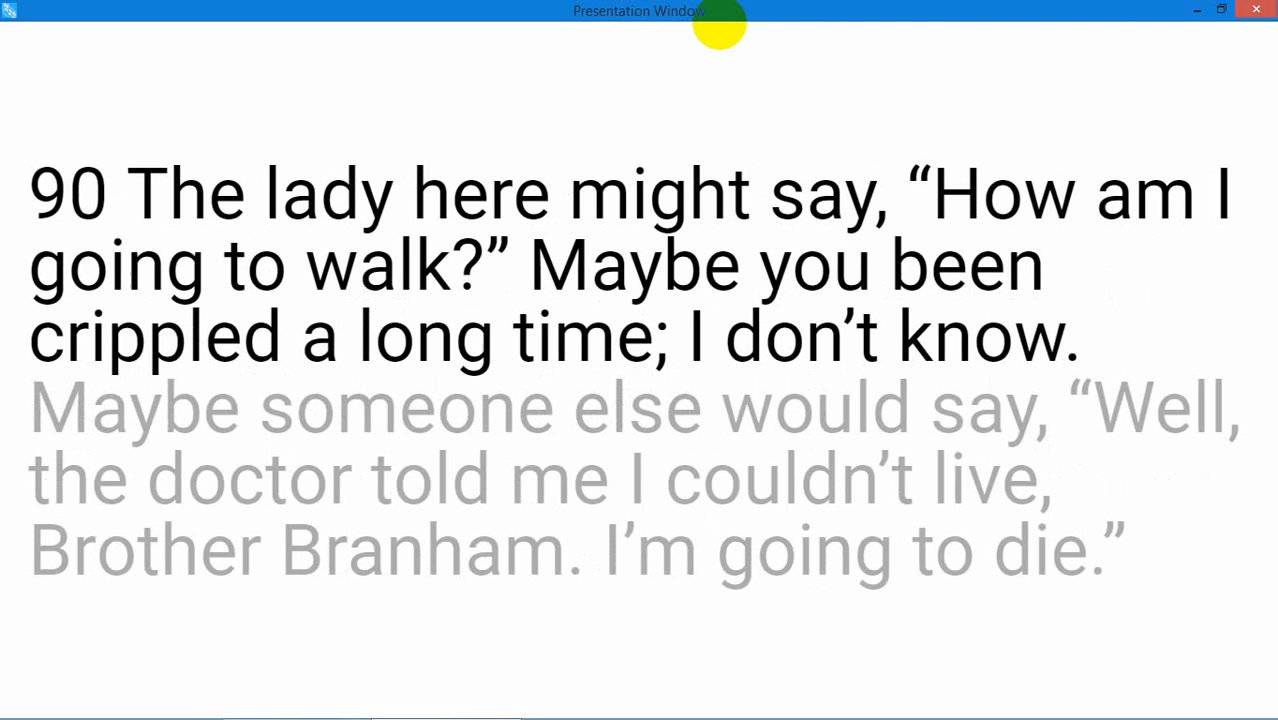 Presentation Window
90 The lady here might say, “How am I
going to walk?” Maybe you been
crippled a long time; I don’t know.
Maybe someone else would say, “Well,
the doctor told me I couldn’t live,
Brother Branham. I’m going to die.”